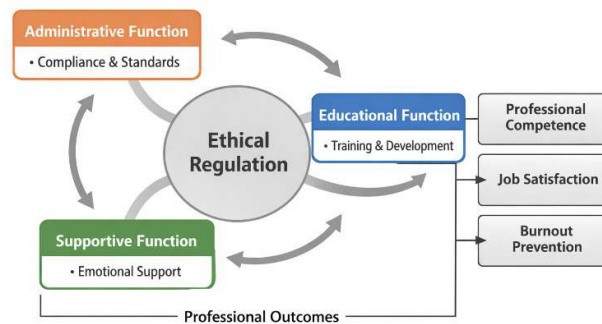 Administrative Function
• Compliance & Standards
Ethical
Regulation
Educational Function
• Training & Development
Supportive Function
• Emotional Support
Professional
Competence
Job Satisfaction
Burnout
Prevention
Professional Outcomes